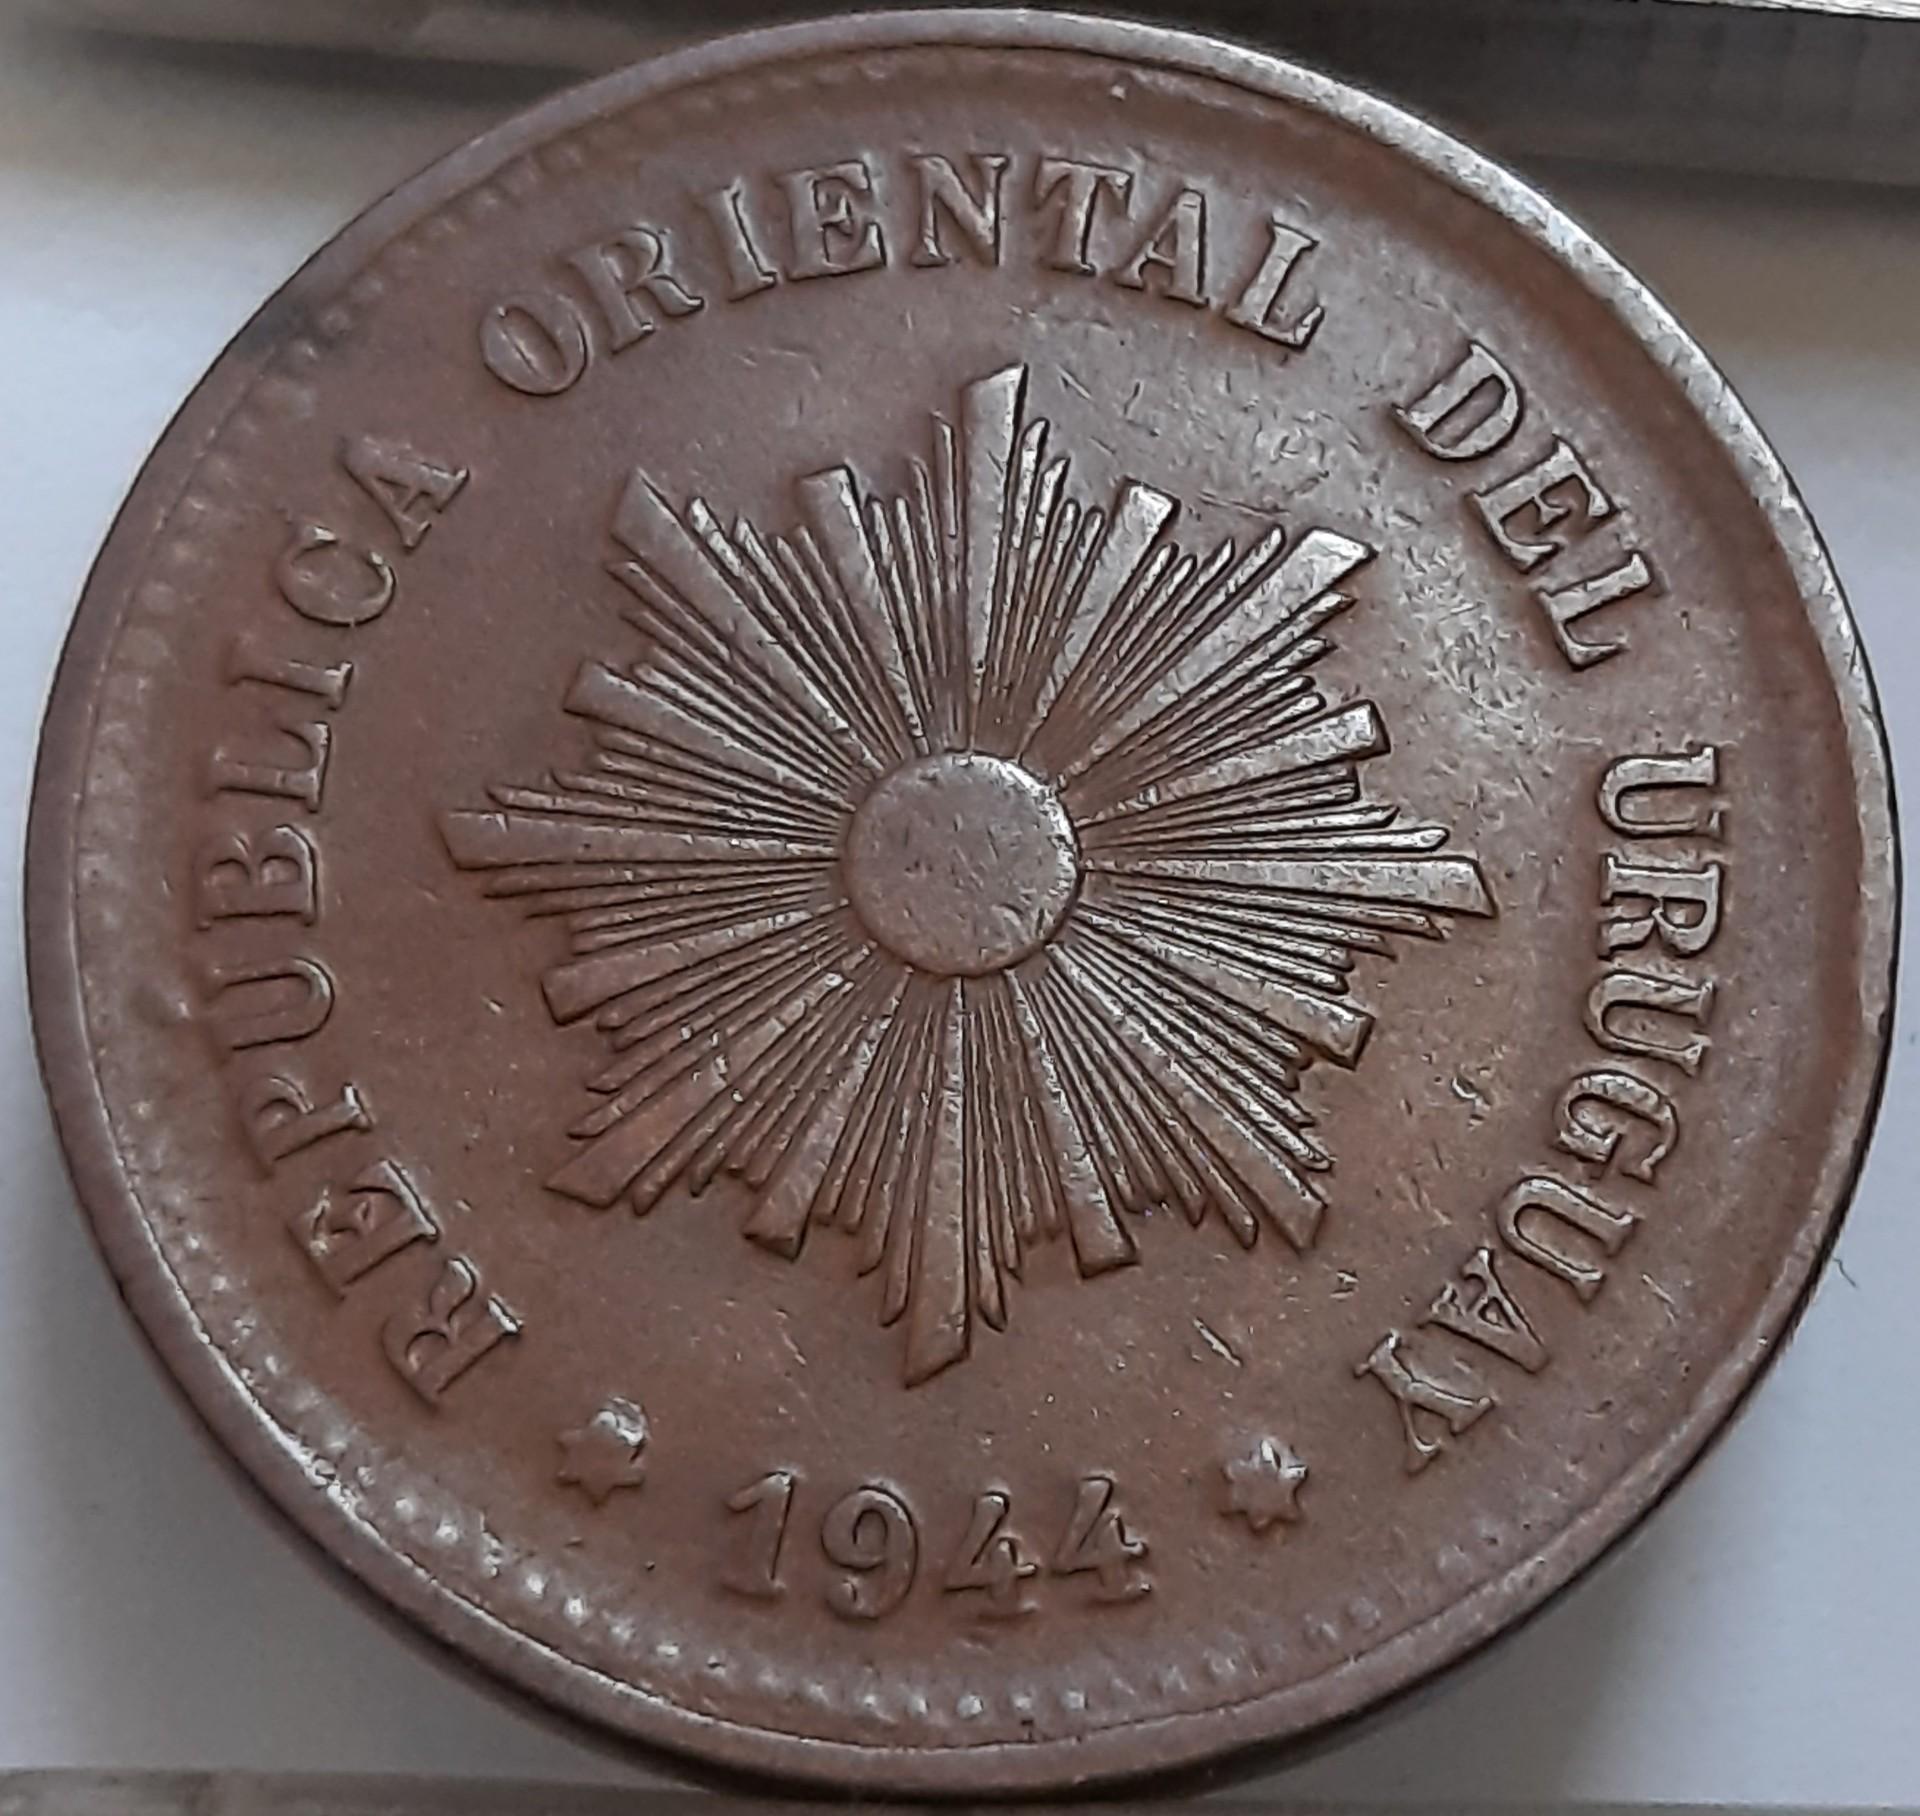 REPUBLICA ORIENTAL DEL URUGUAY
1944